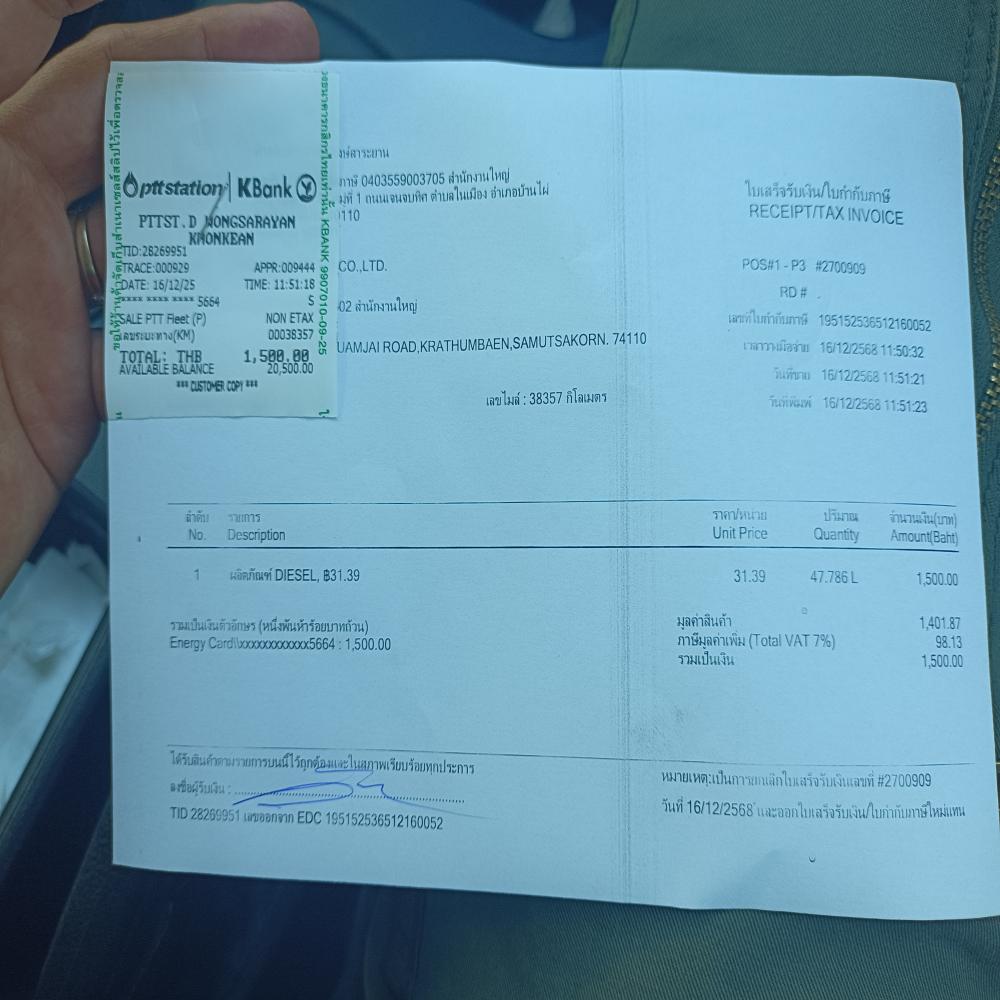 pttstation | KBank
PTTST.D WONGSARAYAN
KHONKEAN
TID:28269951
TRACE:000929 APPR:009444
DATE: 16/12/25 TIME: 11:51:18
**** **** **** 5664 S
SALE PTT Fleet (P) NON ETAX
เลขระยะทาง(KM) 00038357
TOTAL: THB 1,500.00
AVAILABLE BALANCE 20,500.00
*** CUSTOMER COPY ***
KBANK 9907010-09-25
งษ์สาระยาน
ภาษี 0403559003705 สำนักงานใหญ่
มที่ 1 ถนนเจนจบทิศ ตำบลในเมือง อำเภอบ้านไผ่
110
CO.,LTD.
02 สำนักงานใหญ่
UAMJAI ROAD,KRATHUMBAEN,SAMUTSAKORN. 74110
เลขไมล์ : 38357 กิโลเมตร
ใบเสร็จรับเงิน/ใบกำกับภาษี
RECEIPT/TAX INVOICE
POS#1 - P3 #2700909
RD # .
เลขที่ใบกำกับภาษี 195152536512160052
เวลาวางมือจ่าย 16/12/2568 11:50:32
วันที่ขาย 16/12/2568 11:51:21
วันที่พิมพ์ 16/12/2568 11:51:23
ลำดับ รายการ ราคา/หน่วย ปริมาณ จำนวนเงิน(บาท)
No. Description Unit Price Quantity Amount(Baht)
1 ผลิตภัณฑ์ DIESEL, ฿31.39 31.39 47.786 L 1,500.00
รวมเป็นเงินตัวอักษร (หนึ่งพันห้าร้อยบาทถ้วน)
Energy Card\\xxxxxxxxxxxx5664 : 1,500.00
มูลค่าสินค้า 1,401.87
ภาษีมูลค่าเพิ่ม (Total VAT 7%) 98.13
รวมเป็นเงิน 1,500.00
ได้รับสินค้าตามรายการบนนี้ไว้ถูกต้องและในสภาพเรียบร้อยทุกประการ
ลงชื่อผู้รับเงิน : ............................................................
TID 28269951 เลขออกจาก EDC 195152536512160052
หมายเหตุ:เป็นการยกเลิกใบเสร็จรับเงินเลขที่ #2700909
วันที่ 16/12/2568 และออกใบเสร็จรับเงิน/ใบกำกับภาษีใหม่แทน